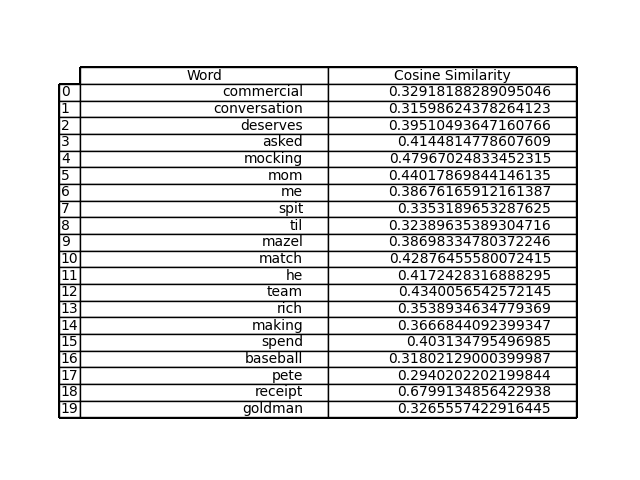 Word Cosine Similarity
0 commercial 0.32918188289095046
1 conversation 0.31598624378264123
2 deserves 0.39510493647160766
3 asked 0.4144814778607609
4 mocking 0.47967024833452315
5 mom 0.44017869844146135
6 me 0.38676165912161387
7 spit 0.3353189653287625
8 til 0.32389635389304716
9 mazel 0.38698334780372246
10 match 0.42876455580072415
11 he 0.4172428316888295
12 team 0.4340056542572145
13 rich 0.3538934634779369
14 making 0.3666844092399347
15 spend 0.403134795496985
16 baseball 0.31802129000399987
17 pete 0.2940202202199844
18 receipt 0.6799134856422938
19 goldman 0.3265557422916445